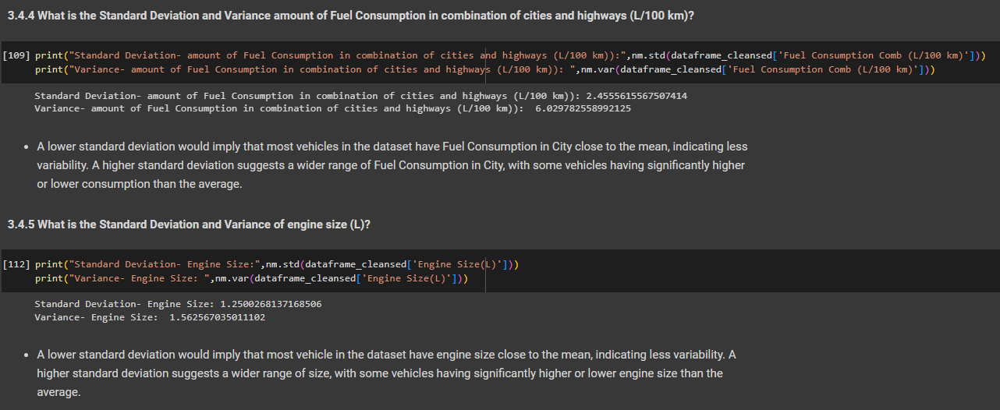 3.4.4 What is the Standard Deviation and Variance amount of Fuel Consumption in combination of cities and highways (L/100 km)?
[109] print("Standard Deviation- amount of Fuel Consumption in combination of cities and highways (L/100 km)):",nm.std(dataframe_cleansed['Fuel Consumption Comb (L/100 km)']))
print("Variance- amount of Fuel Consumption in combination of cities and highways (L/100 km)): ",nm.var(dataframe_cleansed['Fuel Consumption Comb (L/100 km)']))
Standard Deviation- amount of Fuel Consumption in combination of cities and highways (L/100 km)): 2.4555615567507414
Variance- amount of Fuel Consumption in combination of cities and highways (L/100 km)):  6.029782558992125
• A lower standard deviation would imply that most vehicles in the dataset have Fuel Consumption in City close to the mean, indicating less
variability. A higher standard deviation suggests a wider range of Fuel Consumption in City, with some vehicles having significantly higher
or lower consumption than the average.
3.4.5 What is the Standard Deviation and Variance of engine size (L)?
[112] print("Standard Deviation- Engine Size:",nm.std(dataframe_cleansed['Engine Size(L)']))
print("Variance- Engine Size: ",nm.var(dataframe_cleansed['Engine Size(L)']))
Standard Deviation- Engine Size: 1.2500268137168506
Variance- Engine Size:  1.562567035011102
• A lower standard deviation would imply that most vehicle in the dataset have engine size close to the mean, indicating less variability. A
higher standard deviation suggests a wider range of size, with some vehicles having significantly higher or lower engine size than the
average.